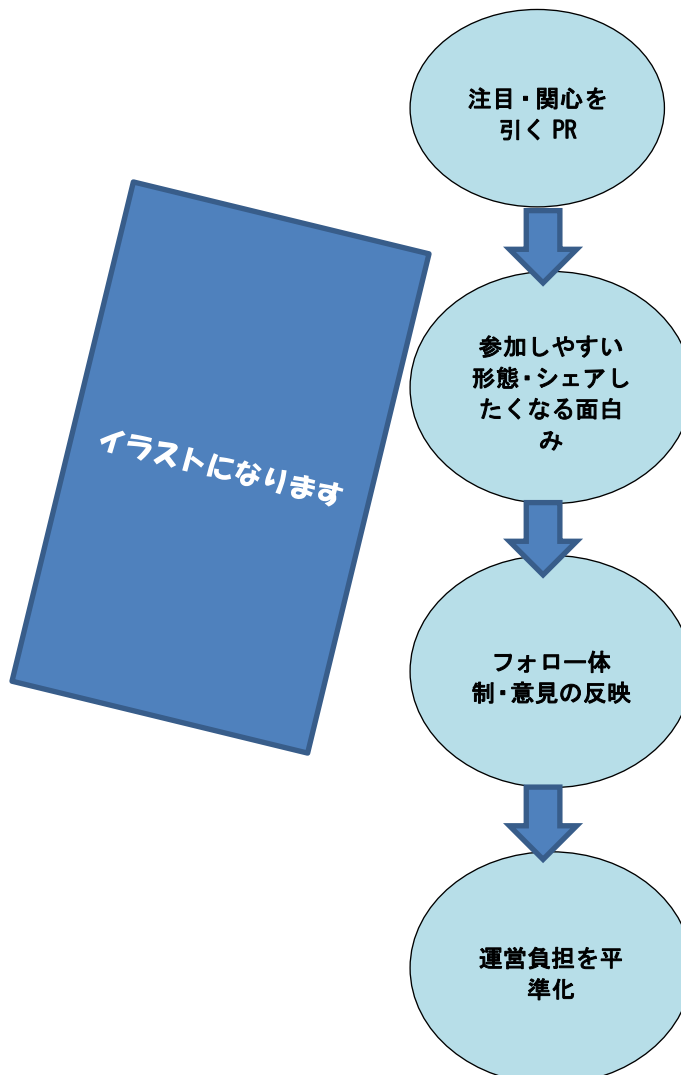 注目・関心を
引く PR
参加しやすい
形態・シェアし
たくなる面白
み
イラストになります
フォロー体
制・意見の反映
運営負担を平
準化